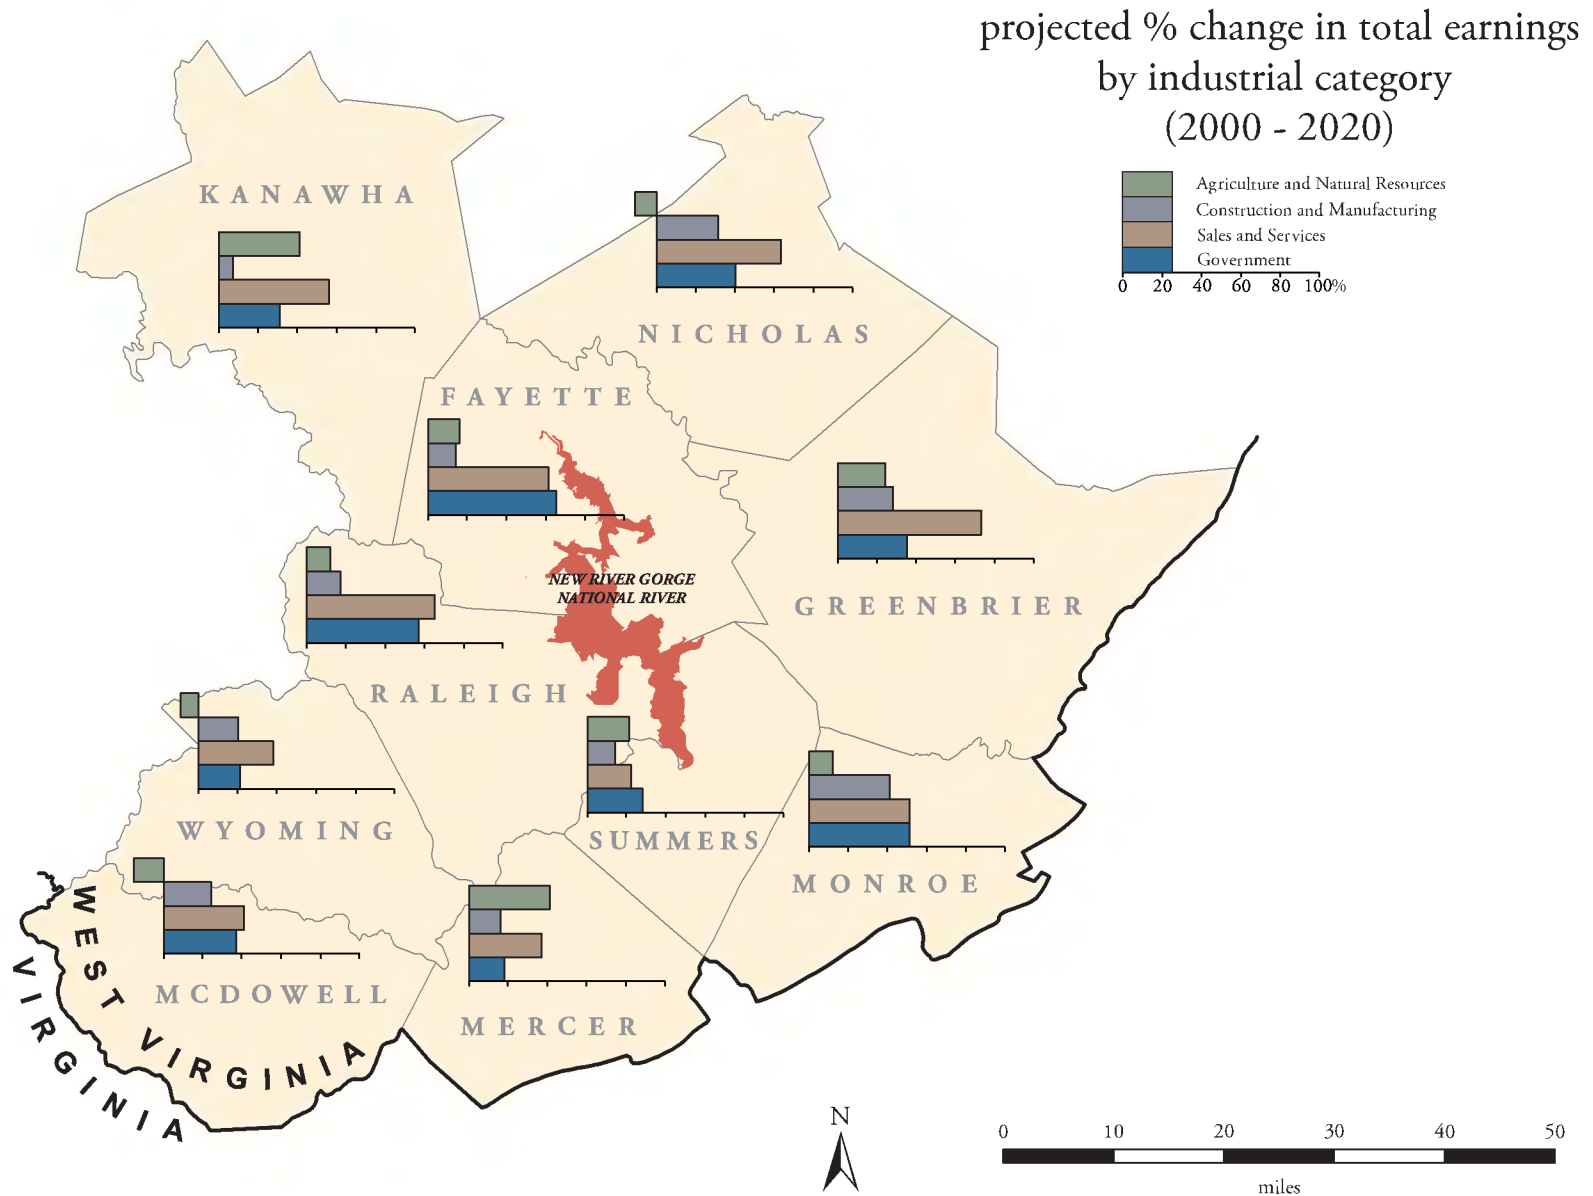 projected % change in total earnings
by industrial category
(2000 - 2020)
Agriculture and Natural Resources
Construction and Manufacturing
Sales and Services
Government
0 20 40 60 80 100%
KANAWHA
NICHOLAS
FAYETTE
NEW RIVER GORGE
NATIONAL RIVER
GREENBRIER
RALEIGH
WYOMING
SUMMERS
MONROE
MCDOWELL
MERCER
WEST VIRGINIA
VIRGINIA
N
0 10 20 30 40 50
miles